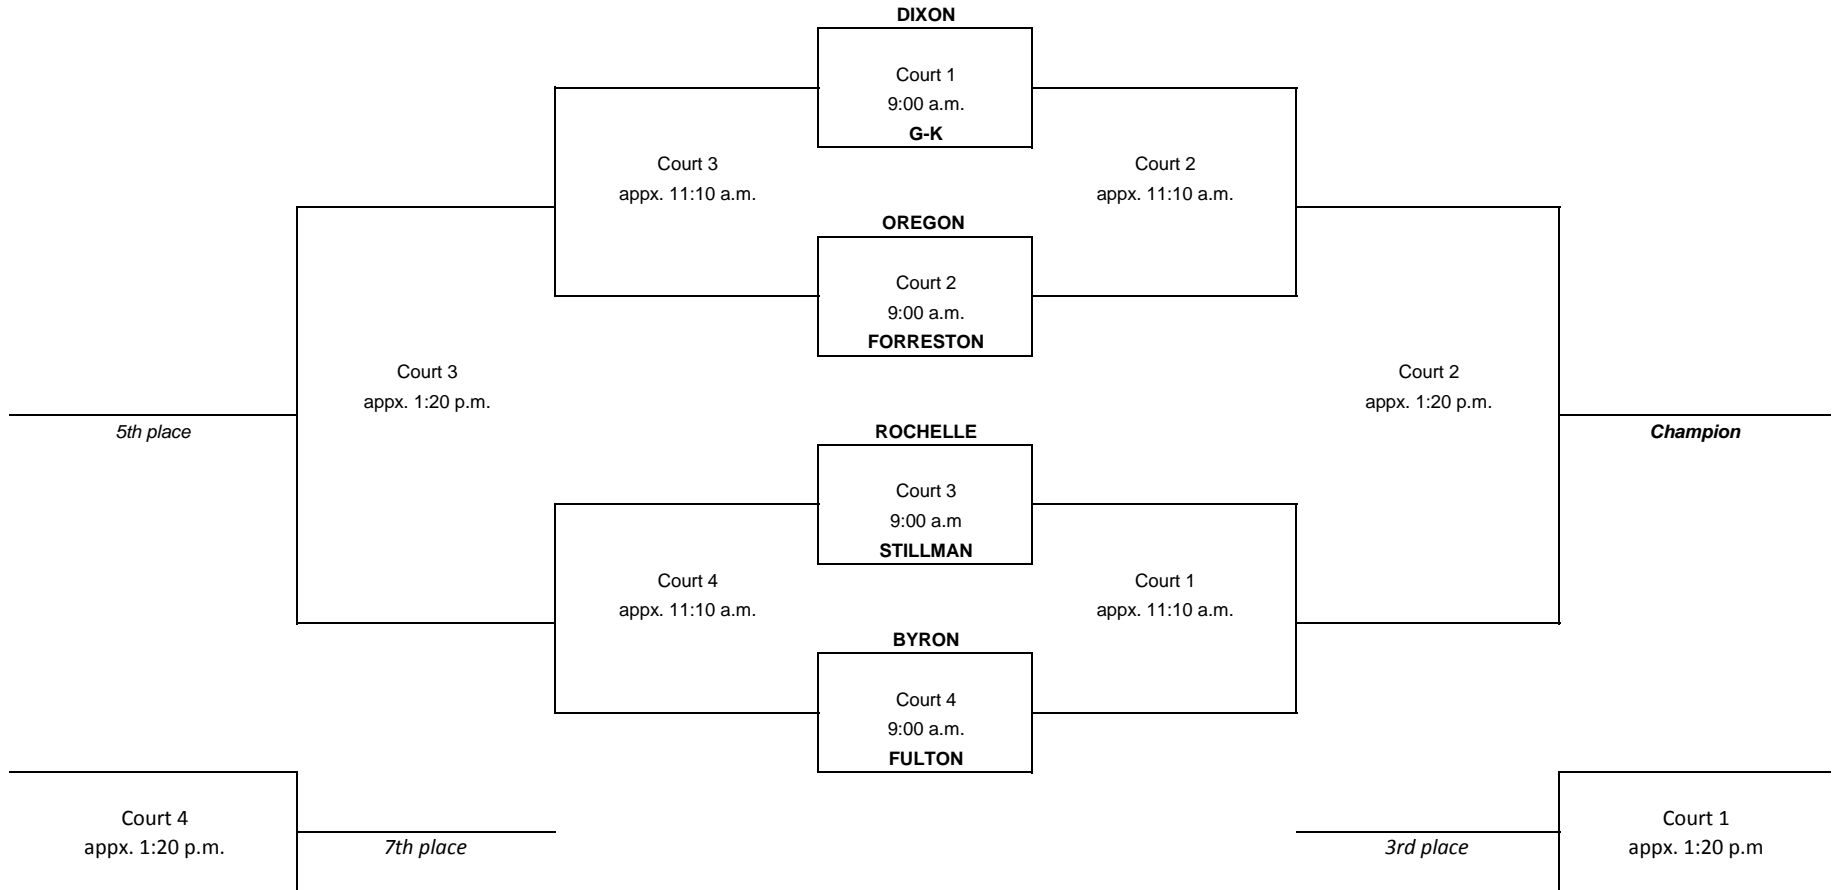 DIXON
Court 1
9:00 a.m.
G-K
Court 3
appx. 11:10 a.m.
Court 2
appx. 11:10 a.m.
OREGON
Court 2
9:00 a.m.
FORRESTON
Court 3
appx. 1:20 p.m.
Court 2
appx. 1:20 p.m.
5th place
ROCHELLE
Champion
Court 3
9:00 a.m
STILLMAN
Court 4
appx. 11:10 a.m.
Court 1
appx. 11:10 a.m.
BYRON
Court 4
9:00 a.m.
FULTON
Court 4
appx. 1:20 p.m.
7th place
3rd place
Court 1
appx. 1:20 p.m